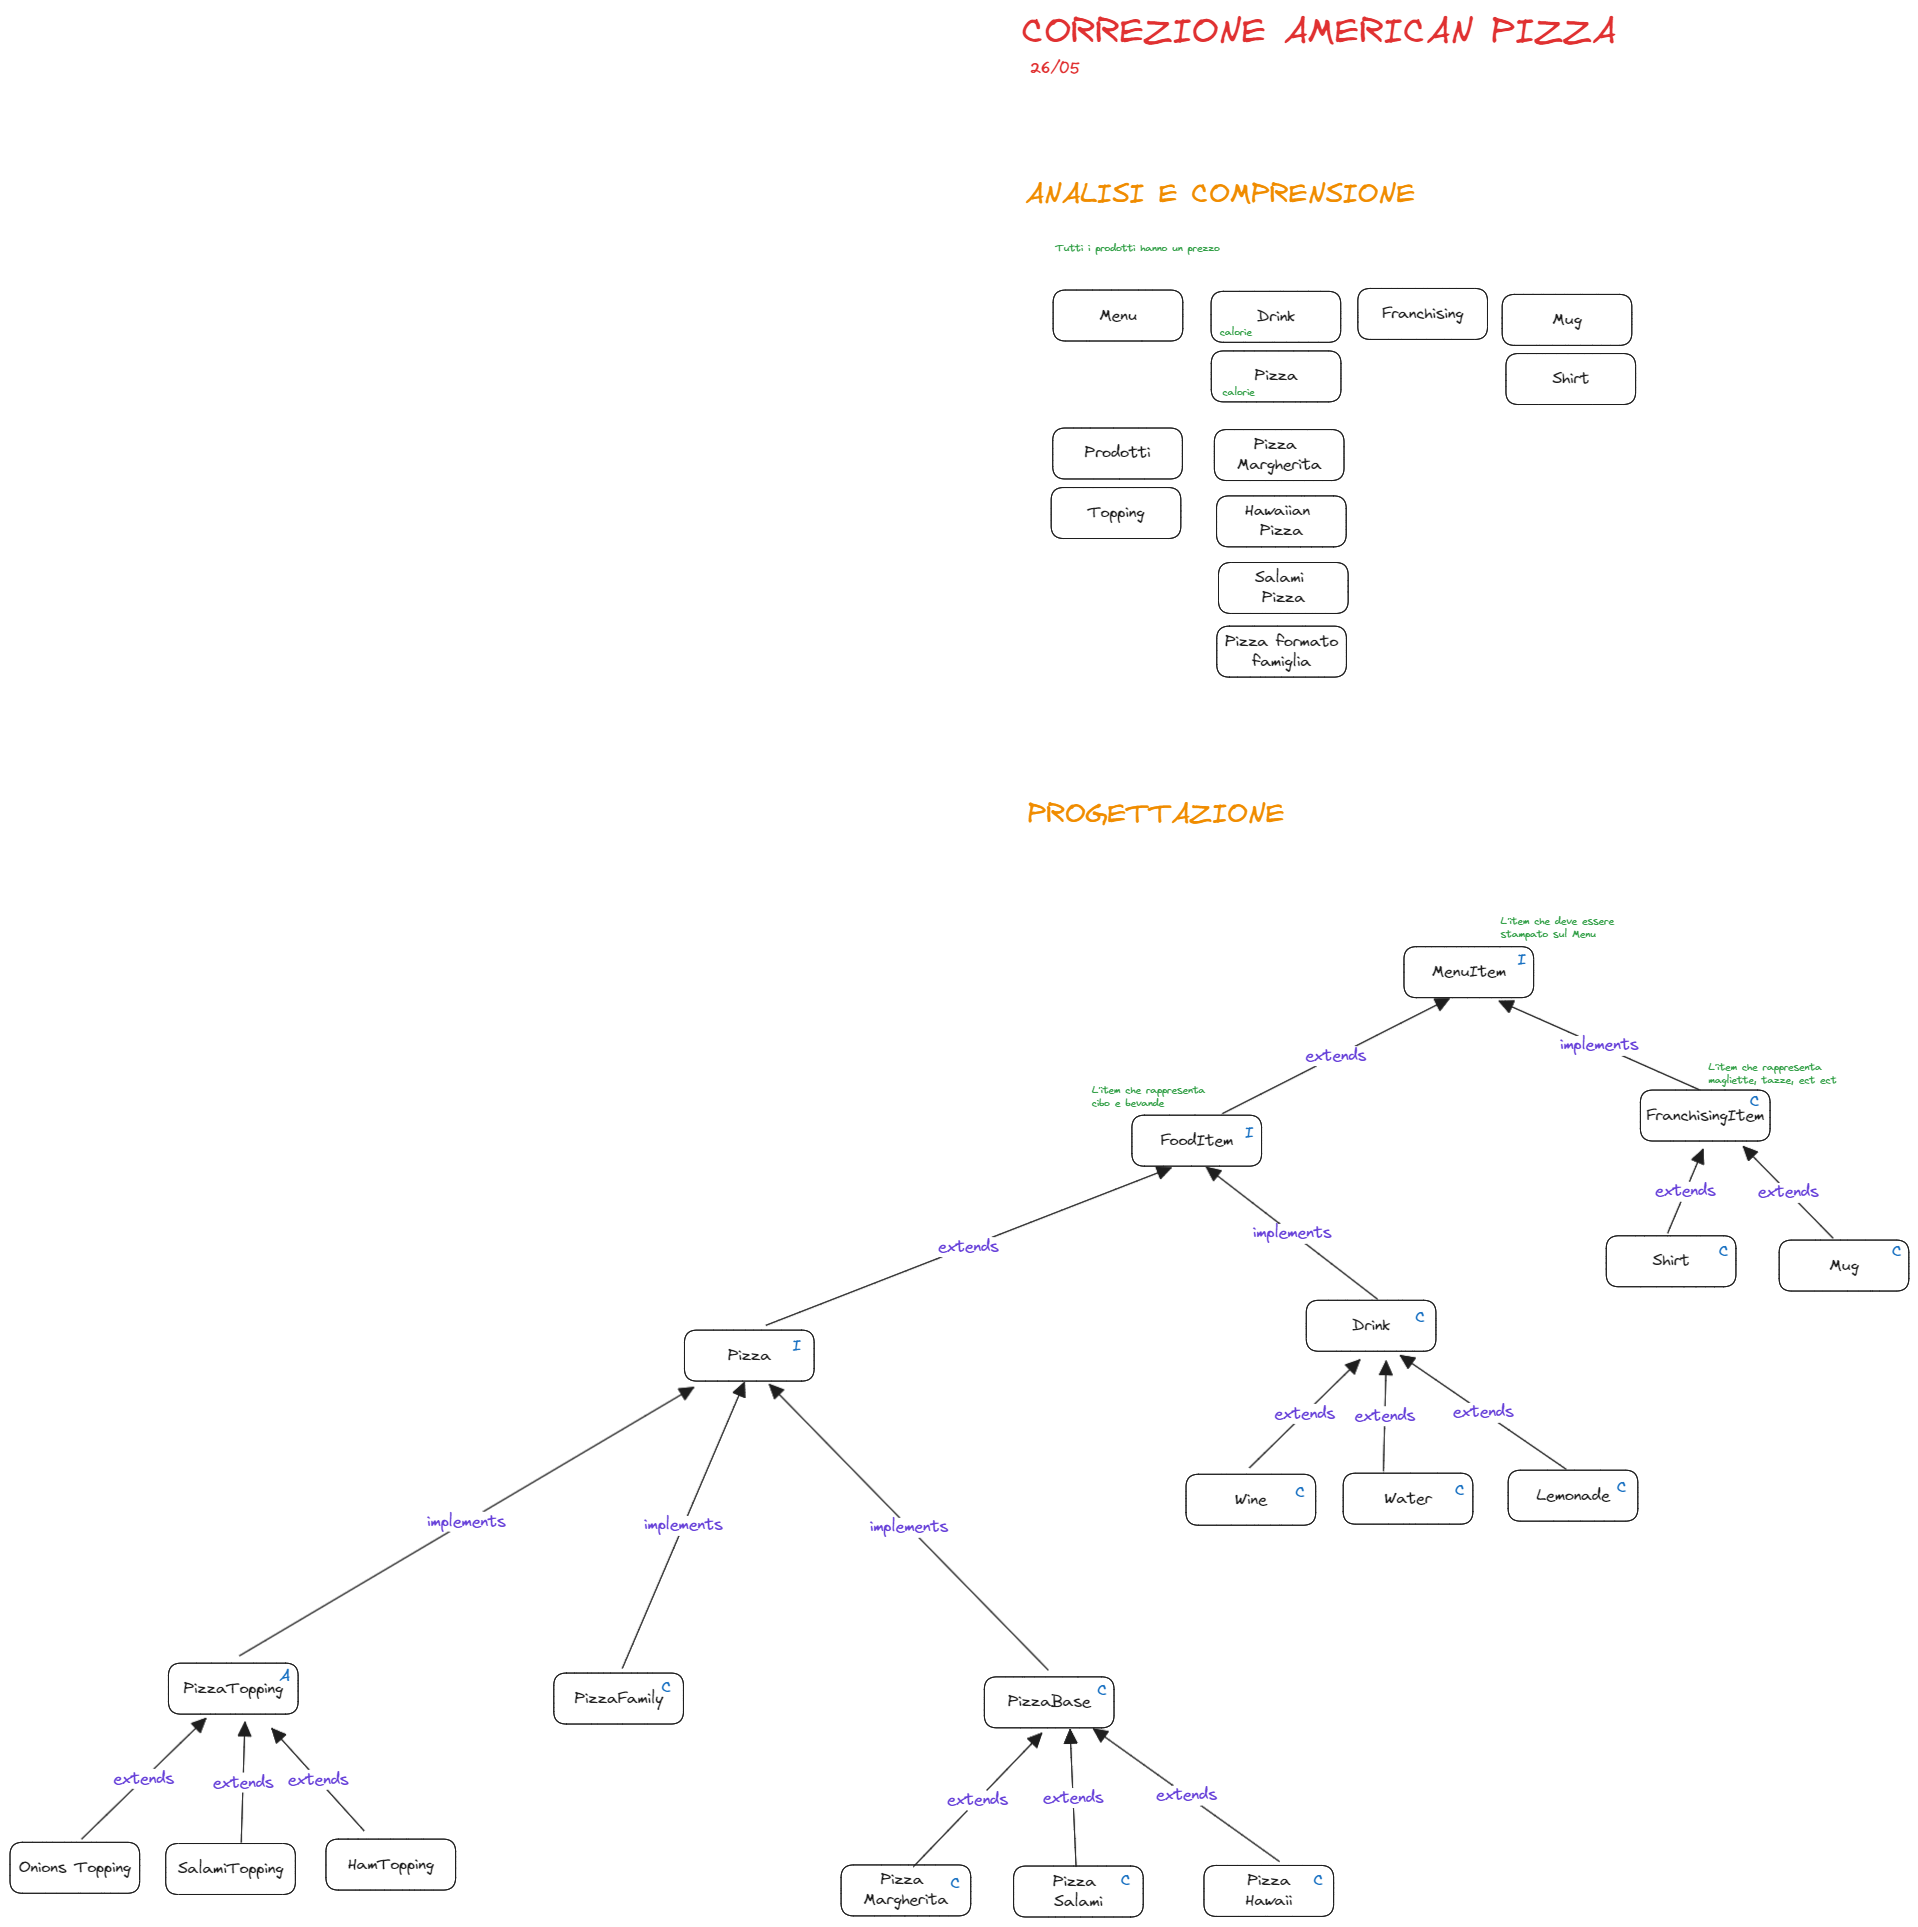 CORREZIONE AMERICAN PIZZA
26/05
ANALISI E COMPRENSIONE
Tutti i prodotti hanno un prezzo
Menu
Drink
calorie
Franchising
Mug
Pizza
calorie
Shirt
Prodotti
Pizza
Margherita
Topping
Hawaiian
Pizza
Salami
Pizza
Pizza formato
famiglia
PROGETTAZIONE
L'item che deve essere
stampato sul Menu
MenuItem I
extends
implements
L'item che rappresenta
cibo e bevande
FoodItem I
L'item che rappresenta
magliette, tazze, ect ect
FranchisingItem C
extends
implements
extends
extends
Shirt C
Mug C
Pizza I
Drink C
extends
extends
extends
Wine C
Water C
Lemonade C
implements
implements
implements
PizzaTopping A
PizzaFamily C
PizzaBase C
extends
extends
extends
extends
extends
extends
Onions Topping
SalamiTopping
HamTopping
Pizza
Margherita C
Pizza
Salami C
Pizza
Hawaii C